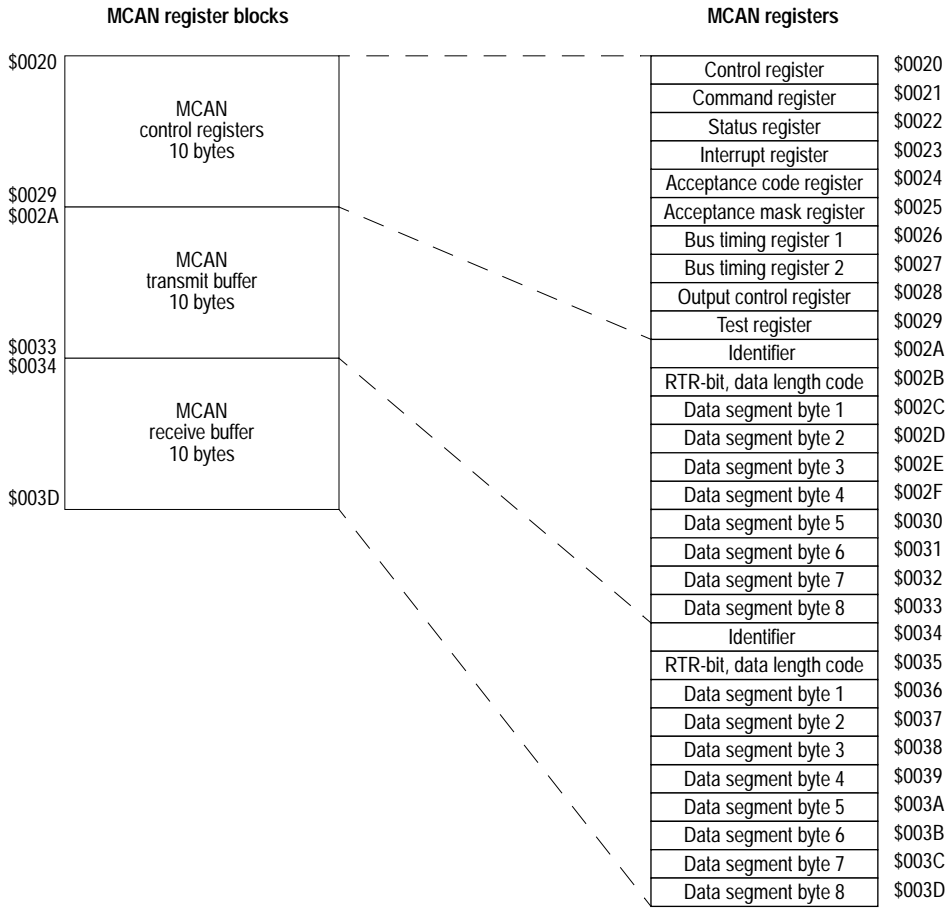 MCAN register blocks
$0020
MCAN
control registers
10 bytes
$0029
$002A
MCAN
transmit buffer
10 bytes
$0033
$0034
MCAN
receive buffer
10 bytes
$003D
MCAN registers
Control register $0020
Command register $0021
Status register $0022
Interrupt register $0023
Acceptance code register $0024
Acceptance mask register $0025
Bus timing register 1 $0026
Bus timing register 2 $0027
Output control register $0028
Test register $0029
Identifier $002A
RTR-bit, data length code $002B
Data segment byte 1 $002C
Data segment byte 2 $002D
Data segment byte 3 $002E
Data segment byte 4 $002F
Data segment byte 5 $0030
Data segment byte 6 $0031
Data segment byte 7 $0032
Data segment byte 8 $0033
Identifier $0034
RTR-bit, data length code $0035
Data segment byte 1 $0036
Data segment byte 2 $0037
Data segment byte 3 $0038
Data segment byte 4 $0039
Data segment byte 5 $003A
Data segment byte 6 $003B
Data segment byte 7 $003C
Data segment byte 8 $003D